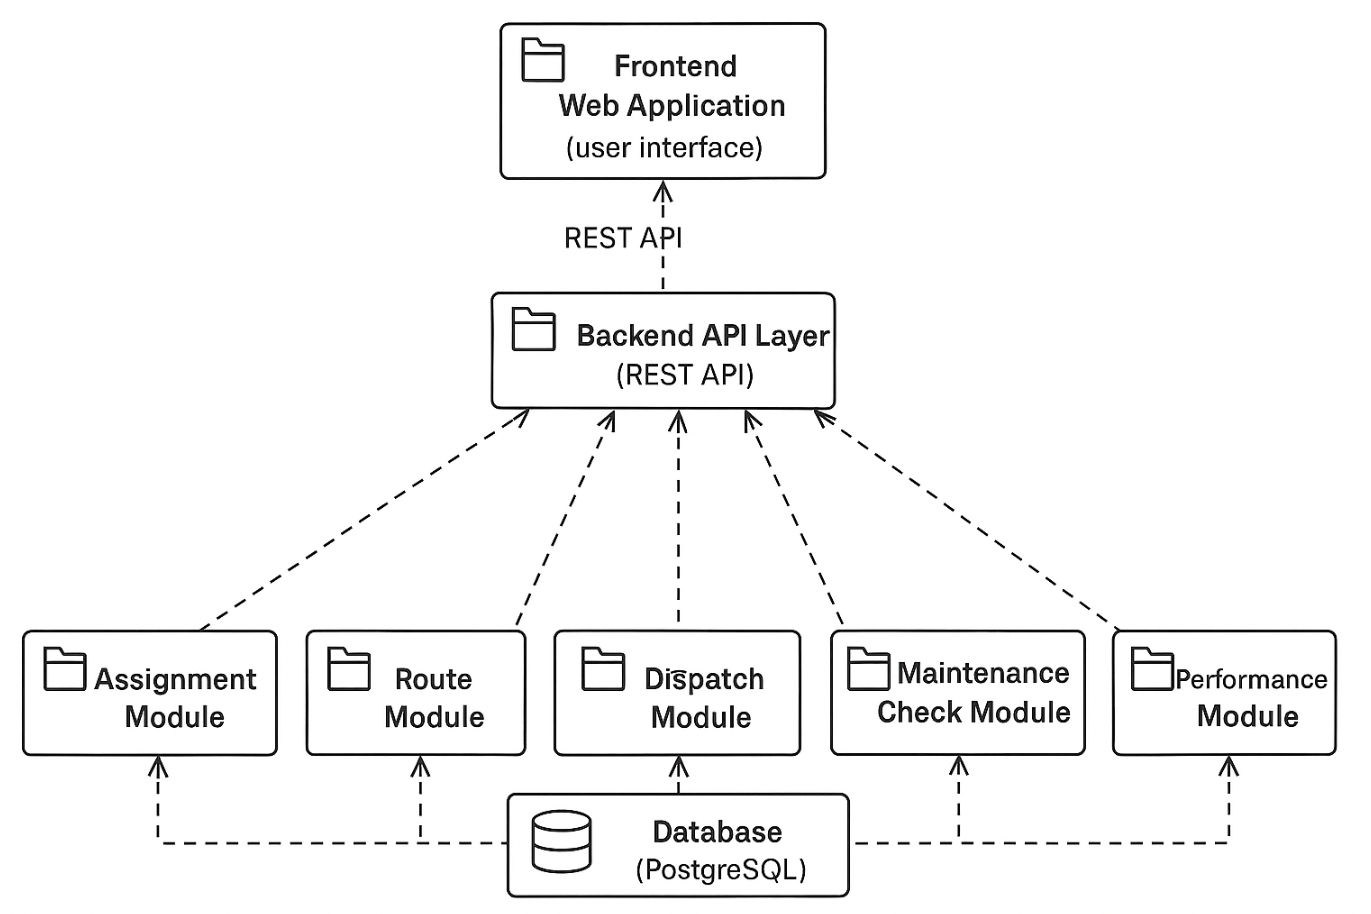 Frontend
Web Application
(user interface)
REST API
Backend API Layer
(REST API)
Assignment
Module
Route
Module
Dispatch
Module
Maintenance
Check Module
Performance
Module
Database
(PostgreSQL)